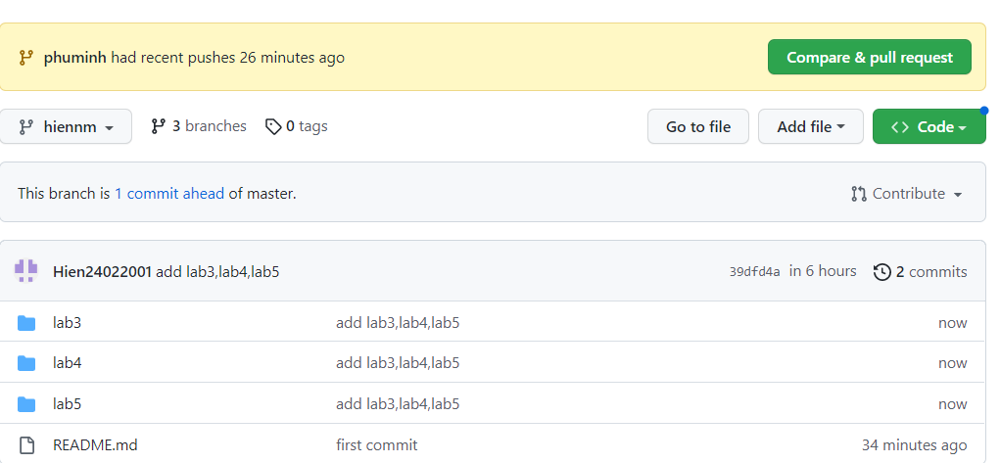 phuminh had recent pushes 26 minutes ago Compare & pull request
hiennm 3 branches 0 tags Go to file Add file Code
This branch is 1 commit ahead of master. Contribute
Hien24022001 add lab3,lab4,lab5 39dfd4a in 6 hours 2 commits
lab3 add lab3,lab4,lab5 now
lab4 add lab3,lab4,lab5 now
lab5 add lab3,lab4,lab5 now
README.md first commit 34 minutes ago